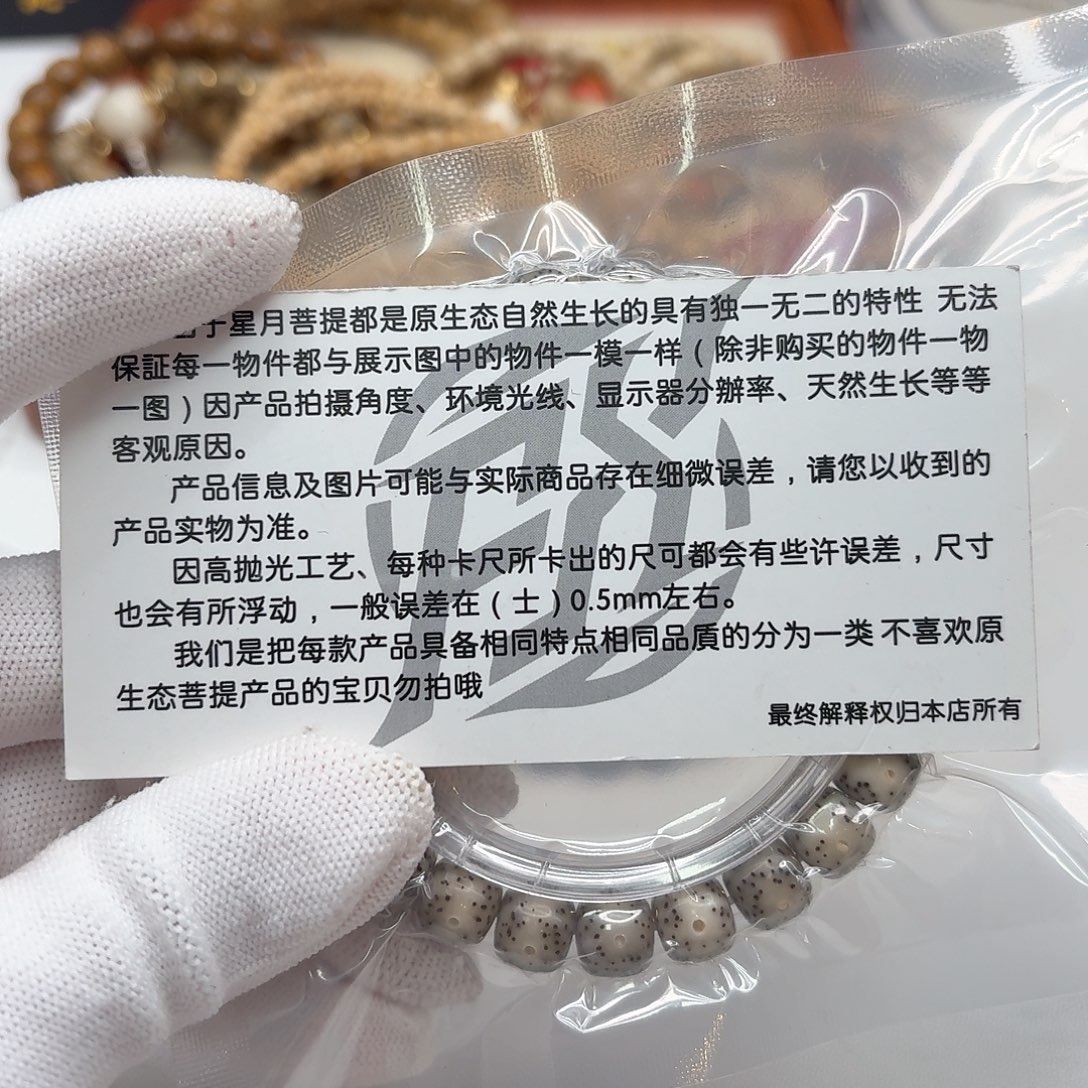 于星月菩提都是原生态自然生长的具有独一无二的特性 无法
保証每一物件都与展示图中的物件一模一样（除非购买的物件一物
一图）因产品拍摄角度、环境光线、显示器分辦率、天然生长等等
客观原因。
产品信息及图片可能与实际商品存在细微误差，请您以收到的
产品实物为准。
因高抛光工艺、每种卡尺所卡出的尺可都会有些许误差，尺寸
也会有所浮动，一般误差在（士）0.5mm左右。
我们是把每款产品具备相同特点相同品質的分为一类 不喜欢原
生态菩提产品的宝贝勿拍哦
最终解释权归本店所有